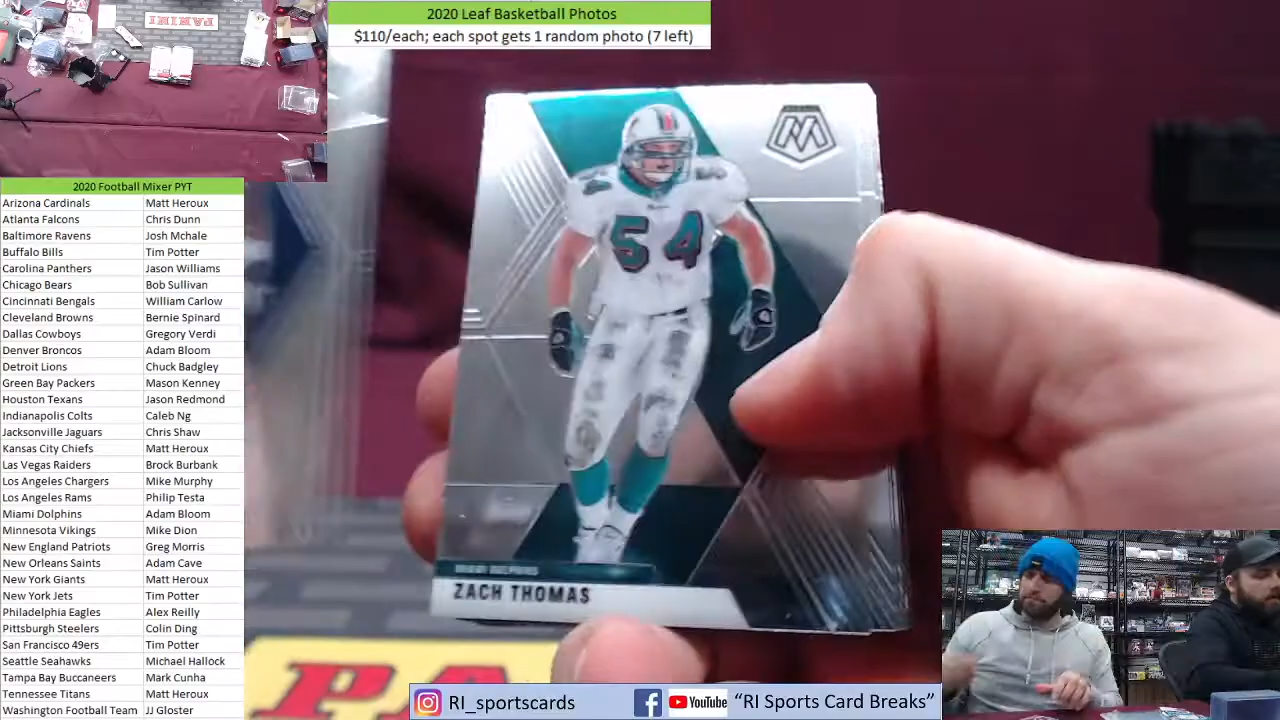 2020 Leaf Basketball Photos
$110/each; each spot gets 1 random photo (7 left)
PANINI
2020 Football Mixer PYT
Arizona Cardinals Matt Heroux
Atlanta Falcons Chris Dunn
Baltimore Ravens Josh Mchale
Buffalo Bills Tim Potter
Carolina Panthers Jason Williams
Chicago Bears Bob Sullivan
Cincinnati Bengals William Carlow
Cleveland Browns Bernie Spinard
Dallas Cowboys Gregory Verdi
Denver Broncos Adam Bloom
Detroit Lions Chuck Badgley
Green Bay Packers Mason Kenney
Houston Texans Jason Redmond
Indianapolis Colts Caleb Ng
Jacksonville Jaguars Chris Shaw
Kansas City Chiefs Matt Heroux
Las Vegas Raiders Brock Burbank
Los Angeles Chargers Mike Murphy
Los Angeles Rams Philip Testa
Miami Dolphins Adam Bloom
Minnesota Vikings Mike Dion
New England Patriots Greg Morris
New Orleans Saints Adam Cave
New York Giants Matt Heroux
New York Jets Tim Potter
Philadelphia Eagles Alex Reilly
Pittsburgh Steelers Colin Ding
San Francisco 49ers Tim Potter
Seattle Seahawks Michael Hallock
Tampa Bay Buccaneers Mark Cunha
Tennessee Titans Matt Heroux
Washington Football Team JJ Gloster
54
54
MIAMI DOLPHINS
ZACH THOMAS
PA
RI_sportscards
YouTube "RI Sports Card Breaks"